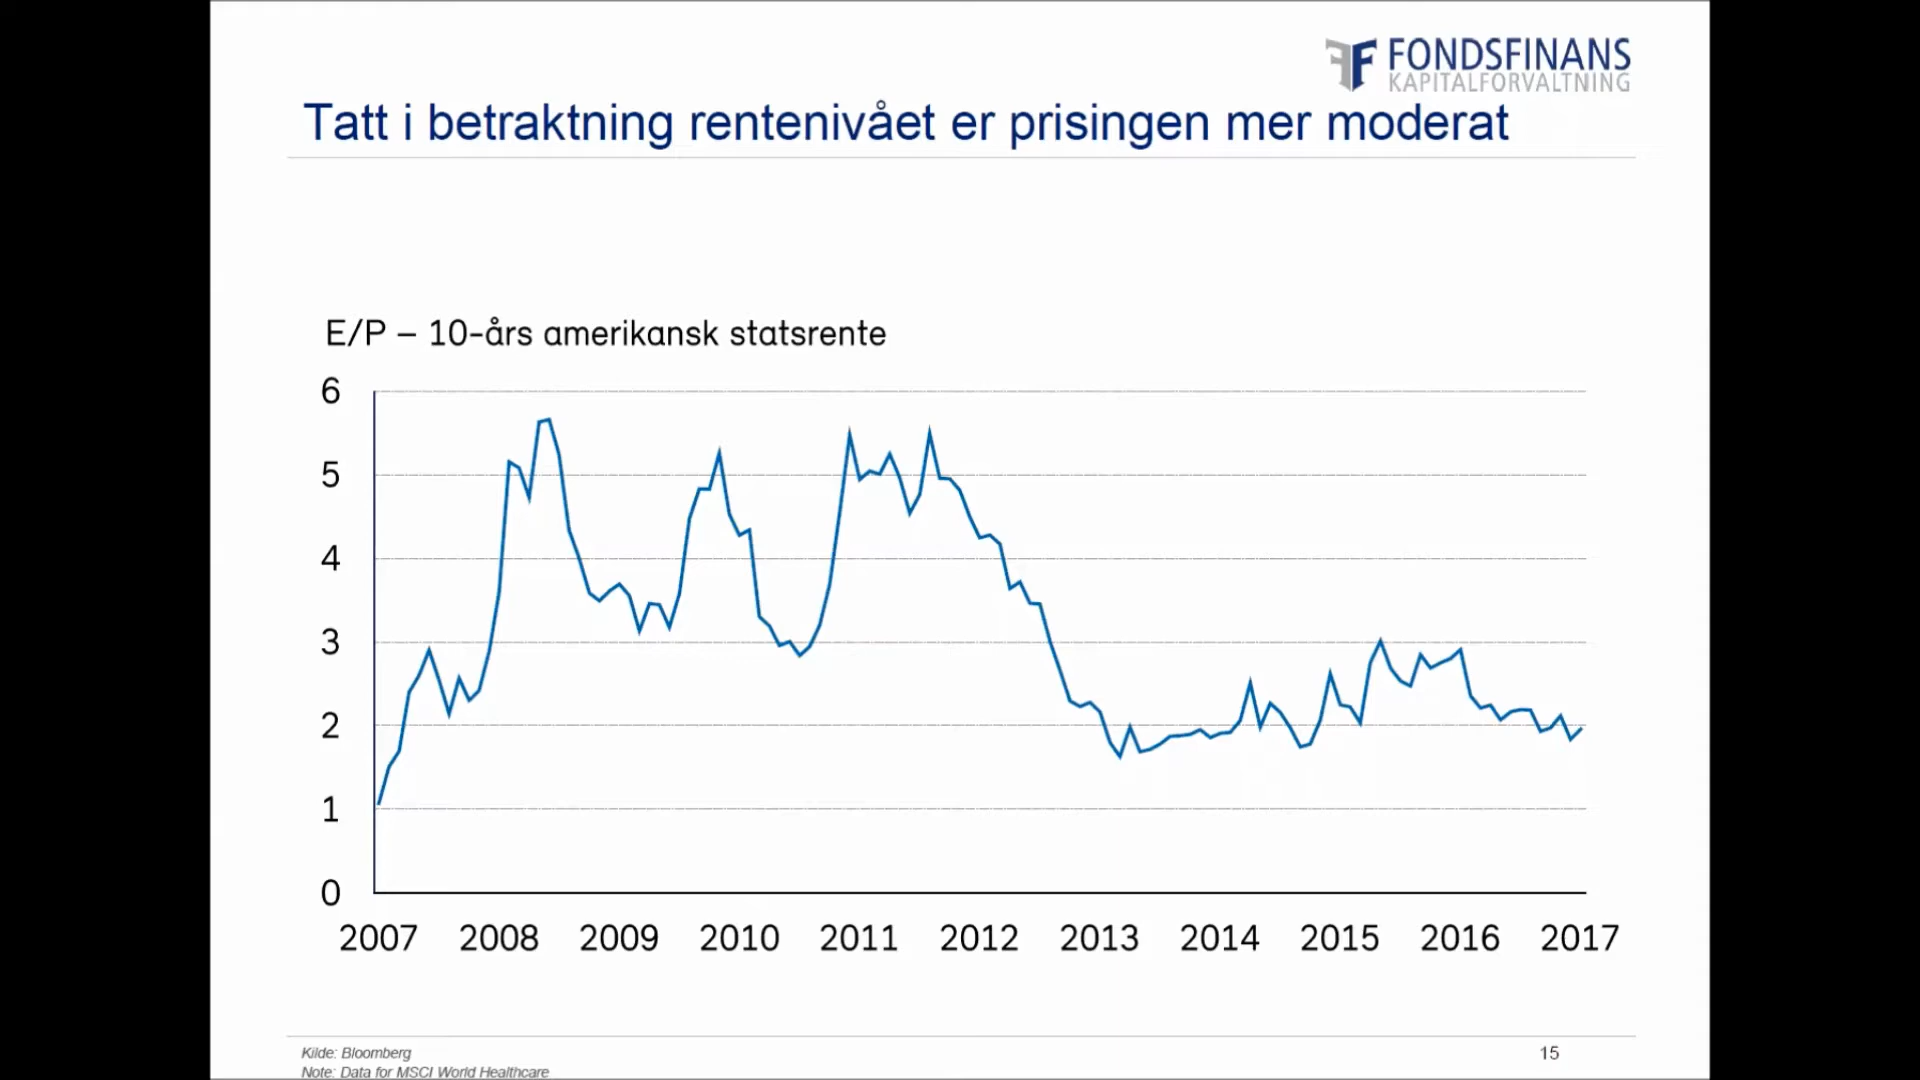 FONDSFINANS
KAPITALFORVALTNING
Tatt i betraktning rentenivået er prisingen mer moderat
E/P – 10-års amerikansk statsrente
6
5
4
3
2
1
0
2007 2008 2009 2010 2011 2012 2013 2014 2015 2016 2017
Kilde: Bloomberg
15
Note: Data for MSCI World Healthcare